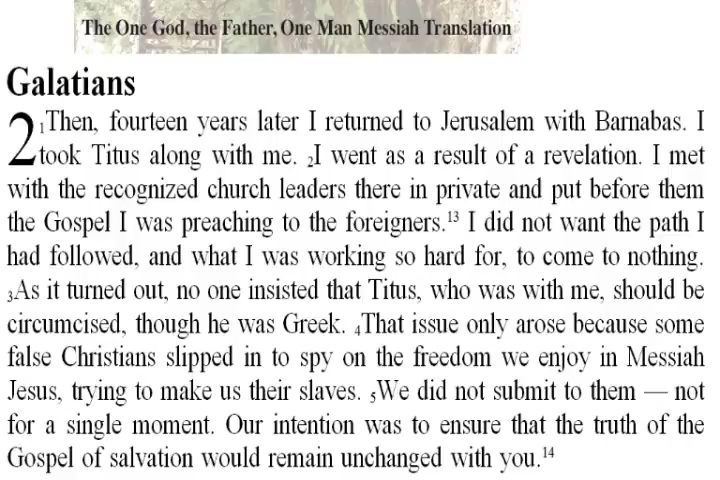 The One God, the Father, One Man Messiah Translation
Galatians
2 1Then, fourteen years later I returned to Jerusalem with Barnabas. I
took Titus along with me. 2I went as a result of a revelation. I met
with the recognized church leaders there in private and put before them
the Gospel I was preaching to the foreigners.13 I did not want the path I
had followed, and what I was working so hard for, to come to nothing.
3As it turned out, no one insisted that Titus, who was with me, should be
circumcised, though he was Greek. 4That issue only arose because some
false Christians slipped in to spy on the freedom we enjoy in Messiah
Jesus, trying to make us their slaves. 5We did not submit to them — not
for a single moment. Our intention was to ensure that the truth of the
Gospel of salvation would remain unchanged with you.14